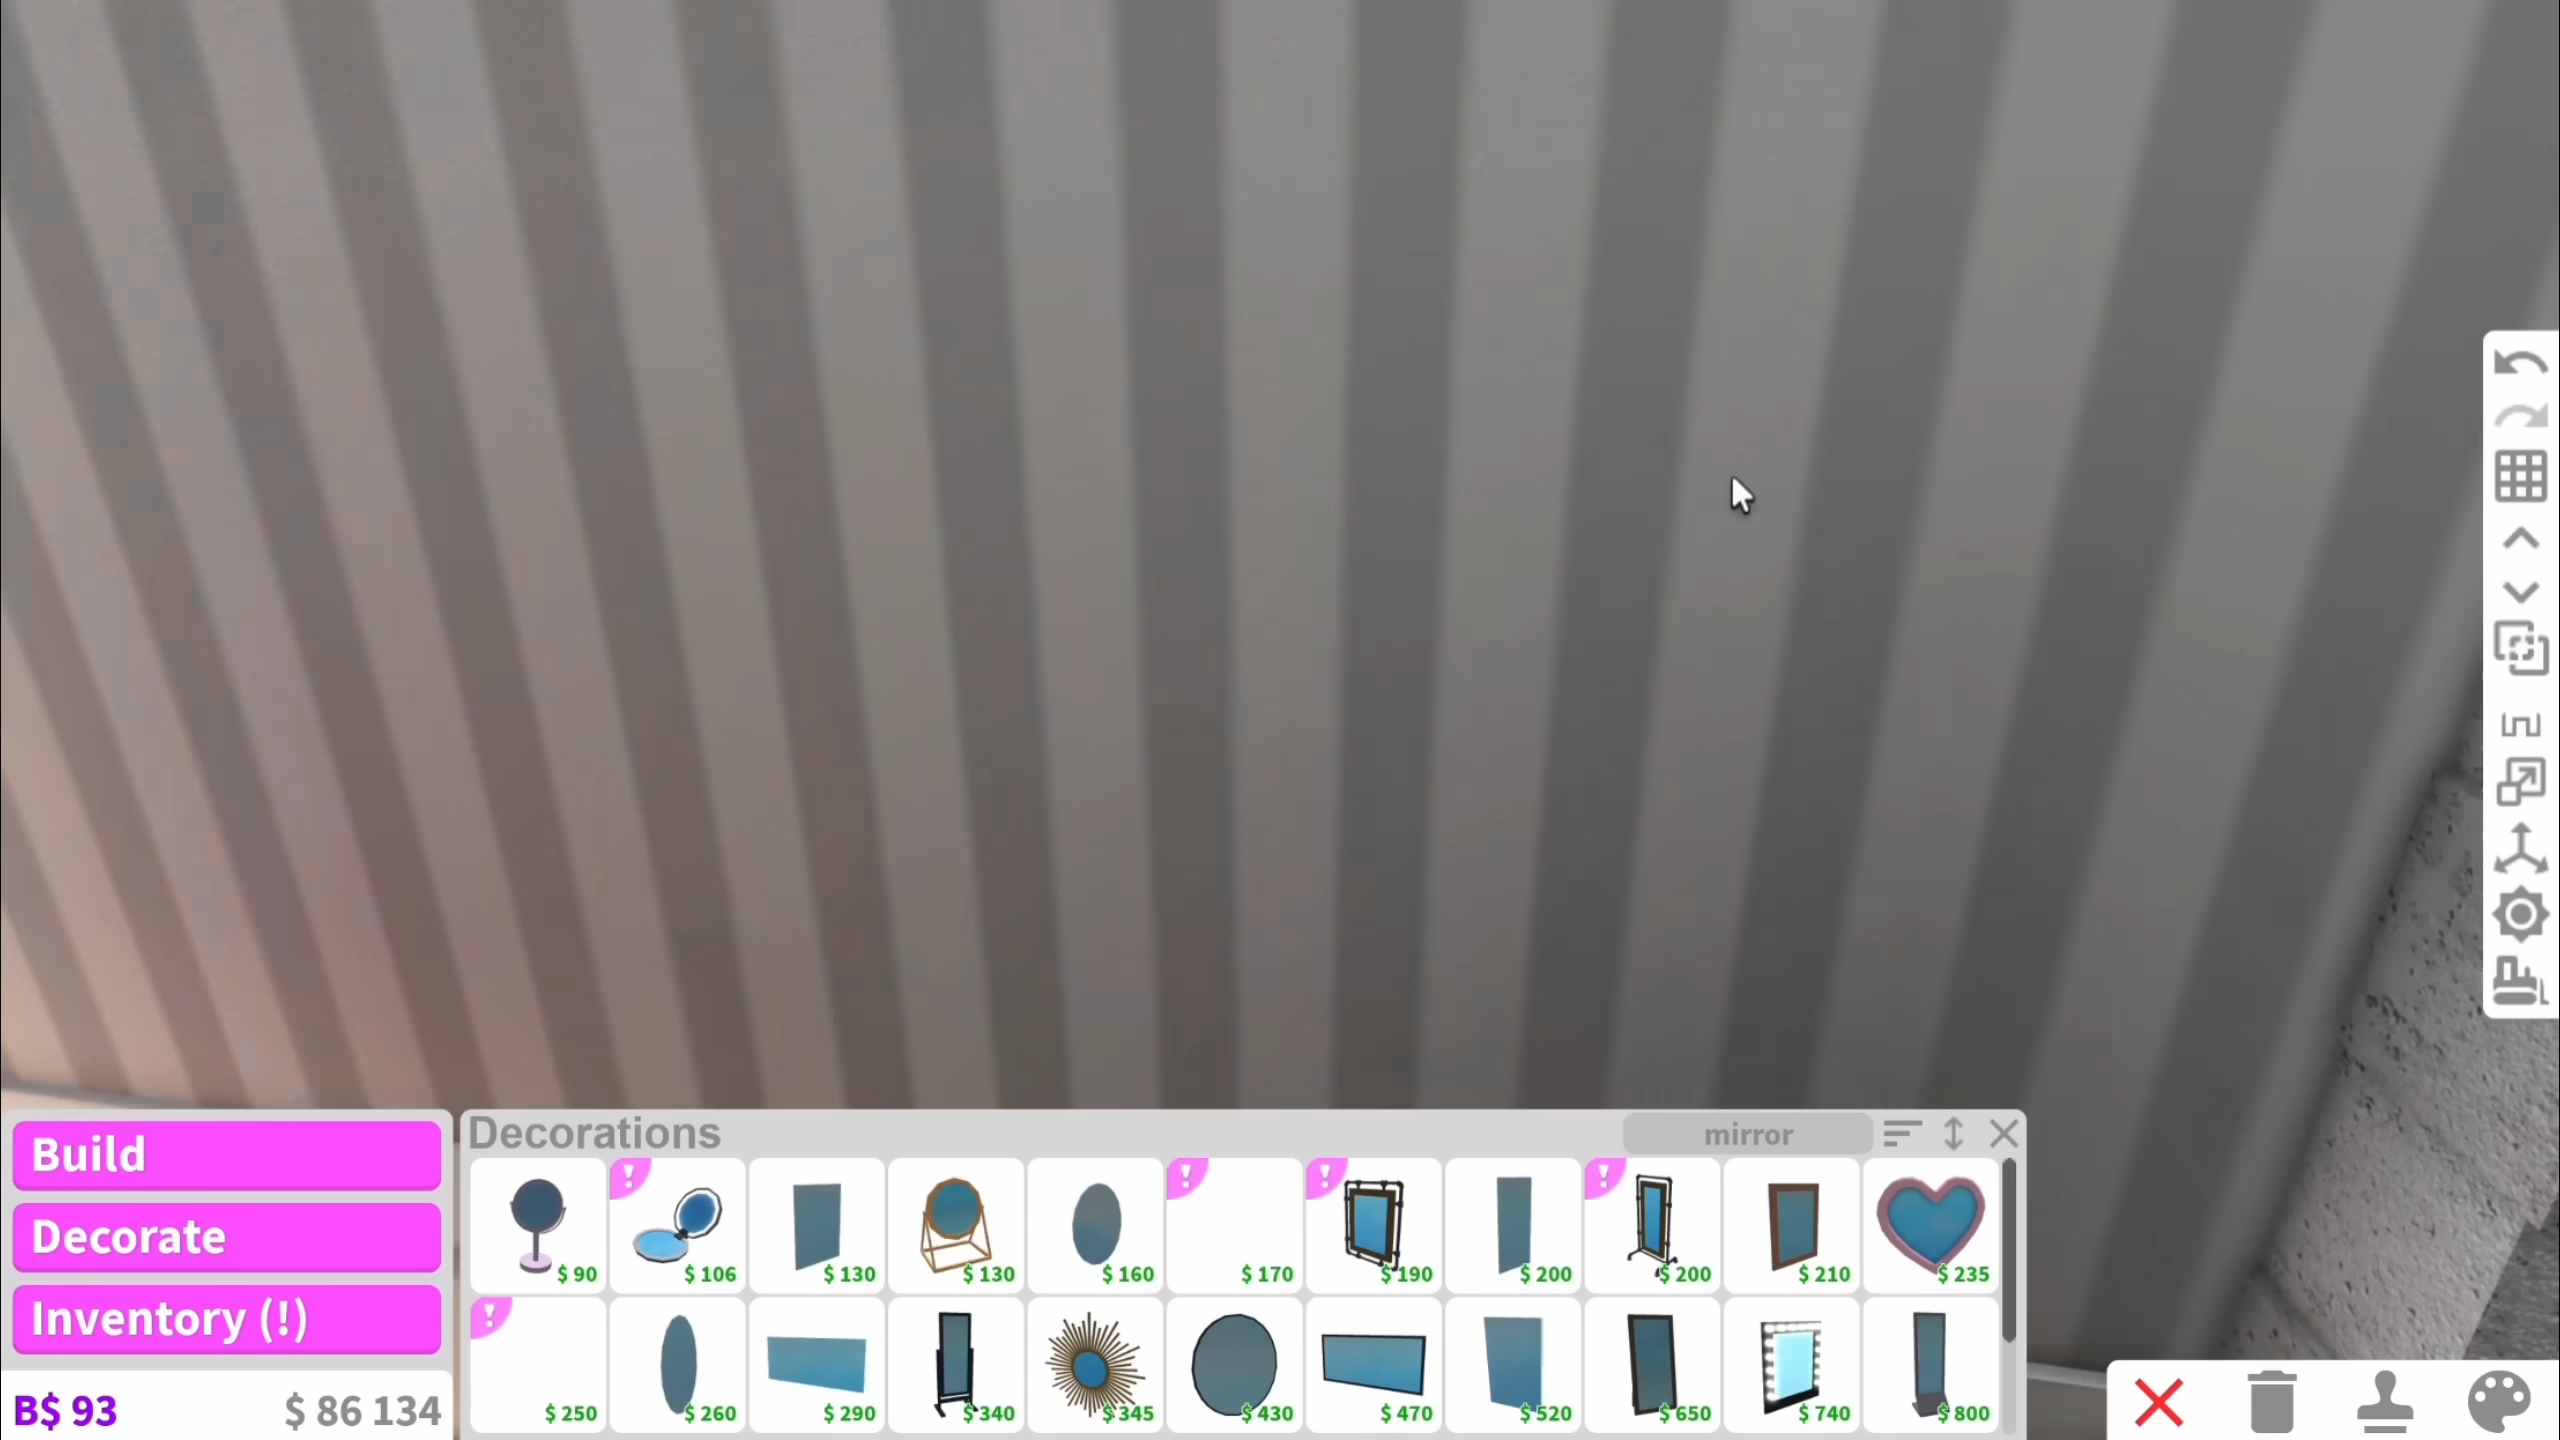 Decorations
mirror
Build
Decorate
Inventory (!)
B$ 93
$ 86 134
! ! ! !
$ 90
$ 106
$ 130
$ 130
$ 160
$ 170
$ 190
$ 200
$ 200
$ 210
$ 235
!
$ 250
$ 260
$ 290
$ 340
$ 345
$ 430
$ 470
$ 520
$ 650
$ 740
$ 800